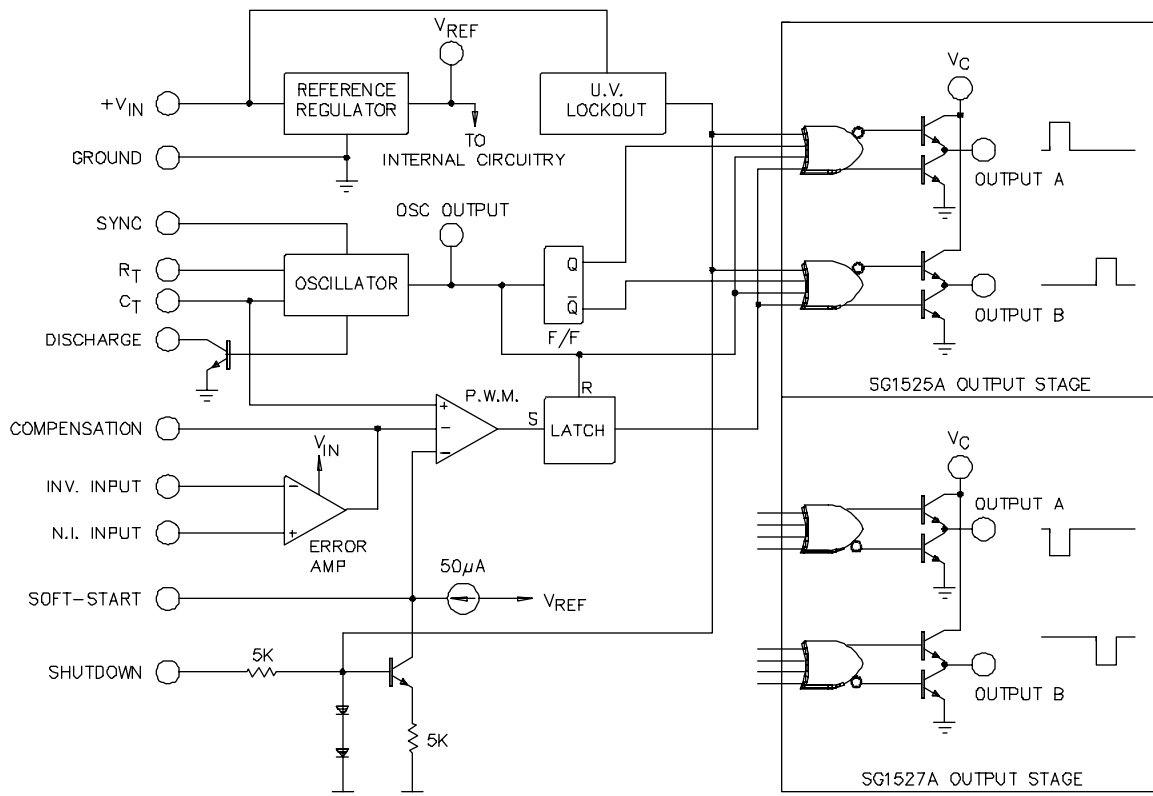 VREF
+VIN
REFERENCE
REGULATOR
U.V.
LOCKOUT
TO
INTERNAL CIRCUITRY
GROUND
SYNC
RT
CT
OSCILLATOR
OSC OUTPUT
Q
Q̅
F/F
DISCHARGE
P.W.M.
+
−
−
S
R
LATCH
COMPENSATION
VIN
INV. INPUT
−
N.I. INPUT
+
ERROR
AMP
SOFT-START
50µA
VREF
SHUTDOWN
5K
5K
VC
OUTPUT A
OUTPUT B
SG1525A OUTPUT STAGE
VC
OUTPUT A
OUTPUT B
SG1527A OUTPUT STAGE